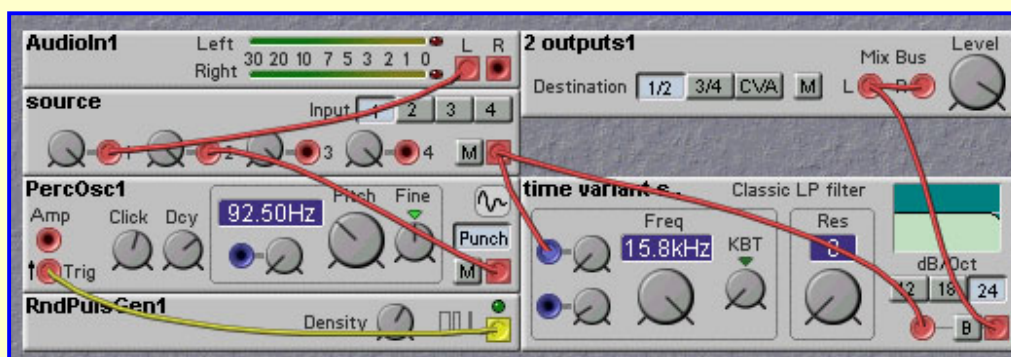 AudioIn1
Left
Right
30 20 10 7 5 3 2 1 0
L R
source
Input 1 2 3 4
1 2 3 4
M
PercOsc1
Amp
Trig
Click Dcy
92.50Hz
Pitch Fine
Punch
M
RndPulsGen1
Density
2 outputs1
Destination 1/2 3/4 CVA M
Mix Bus
L R
Level
time variant s..
Classic LP filter
Freq
15.8kHz
KBT
Res
dB/Oct
12 18 24
B